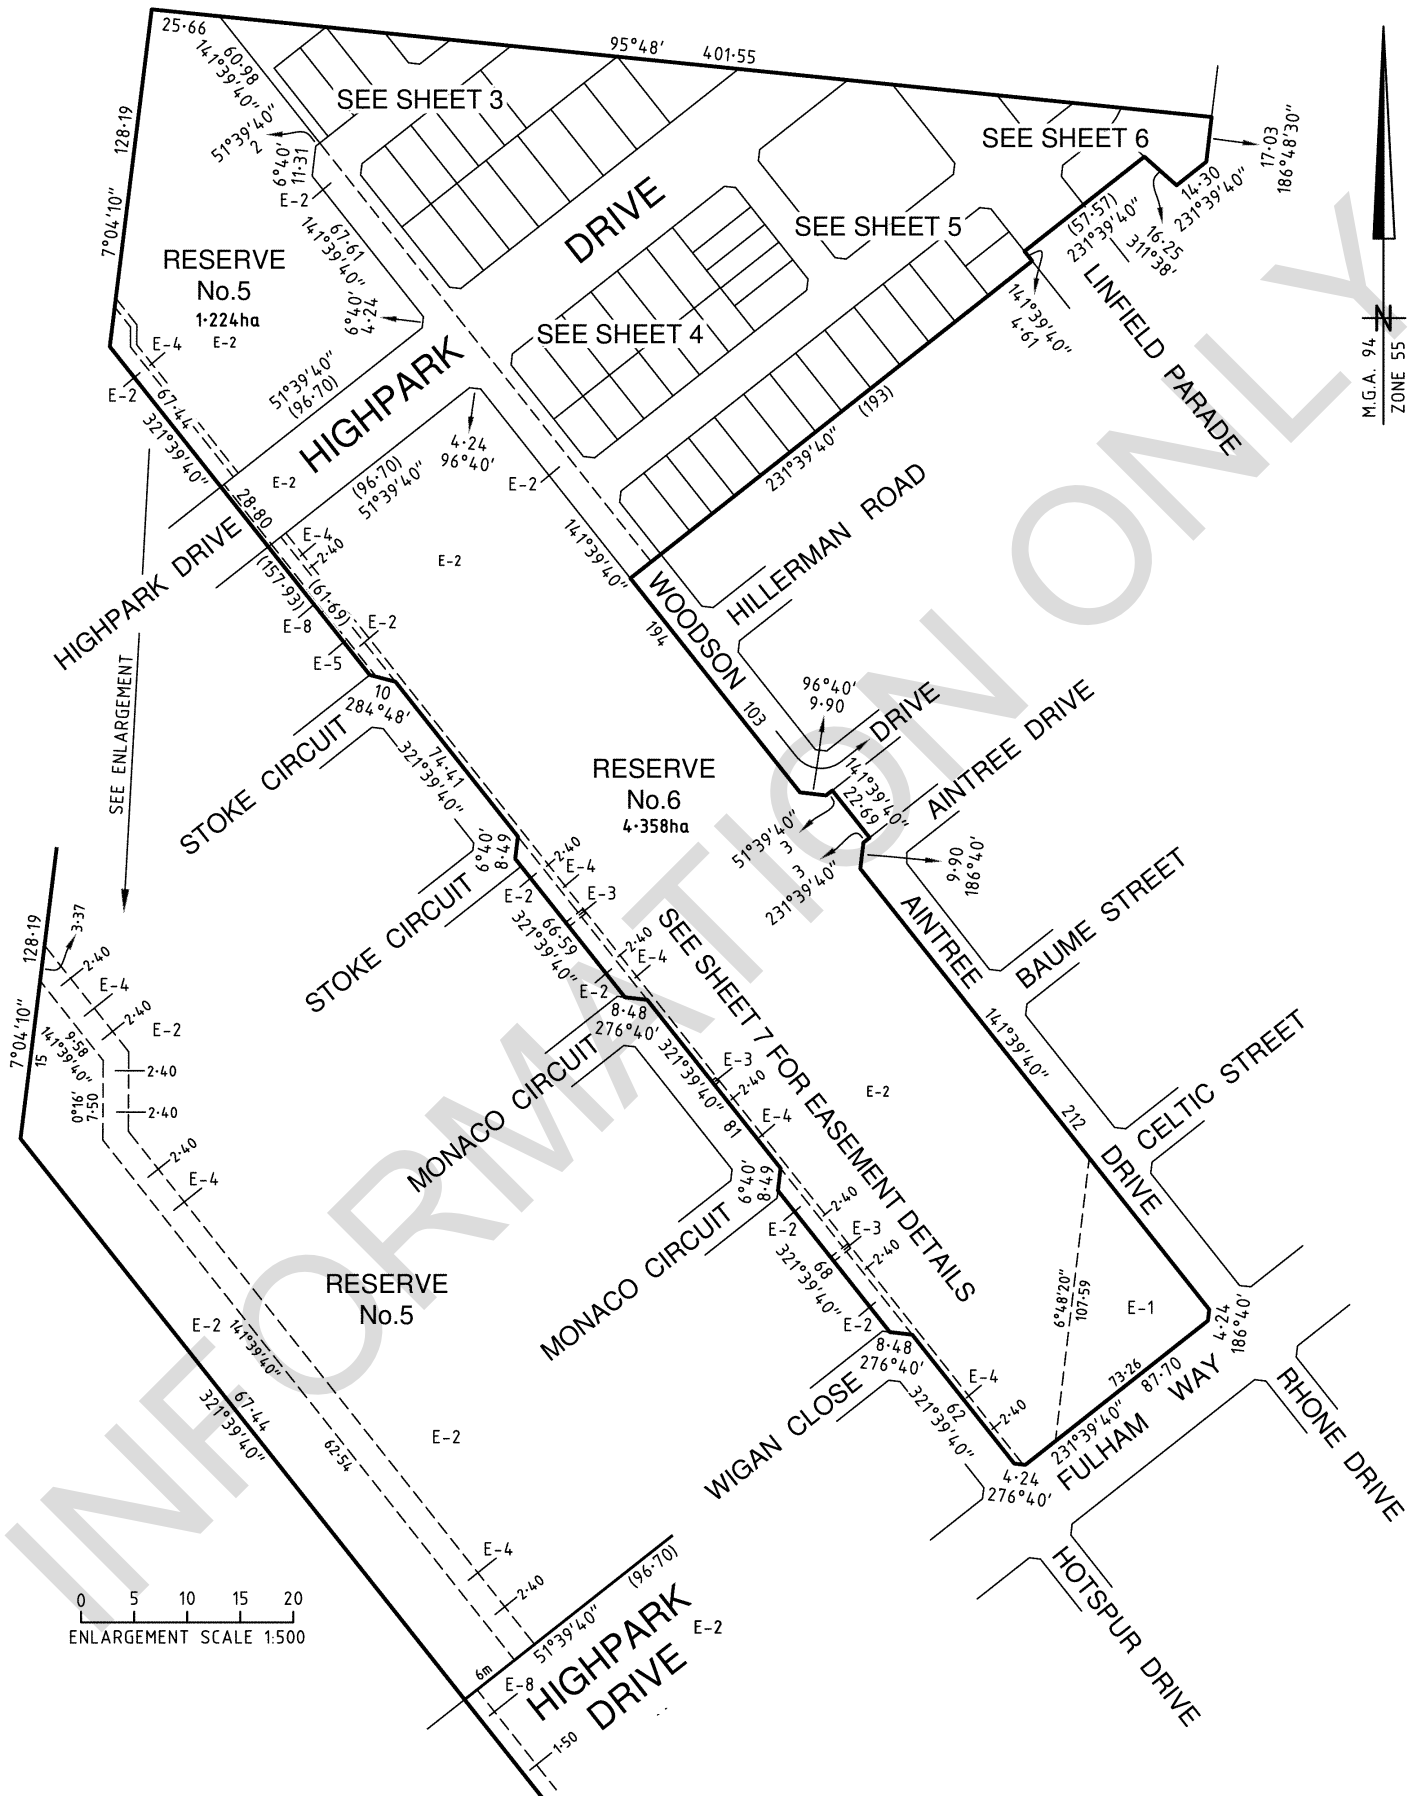 25·66
95°48' 401·55
60·98
141°39'40"
128·19
7°04'10"
51°39'40"
2
6°40'
11·31
E-2
SEE SHEET 3
SEE SHEET 6
17·03
186°48'30"
14·30
231°39'40"
(57·57)
231°39'40"
16·25
311°38'
DRIVE
SEE SHEET 5
67·61
141°39'40"
RESERVE
No.5
1·224ha
E-2
6°40'
4·24
SEE SHEET 4
141°39'40"
4·61
LINFIELD PARADE
M.G.A. 94
ZONE 55
N
E-4
E-2
67·44
321°39'40"
51°39'40"
(96·70)
HIGHPARK
4·24
96°40'
(193)
231°39'40"
E-2
(96·70)
51°39'40"
E-2
141°39'40"
HIGHPARK DRIVE
28·80
E-4
2·40
(157·93)
(61·69)
E-8
E-2
E-5
E-2
HILLERMAN ROAD
WOODSON
194
SEE ENLARGEMENT
10
284°48'
STOKE CIRCUIT
74·41
321°39'40"
103
96°40'
9·90
DRIVE
AINTREE DRIVE
RESERVE
No.6
4·358ha
141°39'40"
22·69
51°39'40"
3
3
231°39'40"
9·90
186°40'
6°40'
8·49
2·40
E-4
E-3
E-2
66·59
321°39'40"
STOKE CIRCUIT
2·40
E-4
E-2
8·48
276°40'
SEE SHEET 7 FOR EASEMENT DETAILS
AINTREE
BAUME STREET
128·19
3·37
2·40
E-4
2·40
E-2
7°04'10"
15
9·58
141°39'40"
2·40
0°16'
7·50
2·40
2·40
E-4
MONACO CIRCUIT
321°39'40"
81
E-3
2·40
E-4
E-2
141°39'40"
212
CELTIC STREET
DRIVE
6°40'
8·49
2·40
E-2
E-3
2·40
68
321°39'40"
MONACO CIRCUIT
E-2
8·48
276°40'
RESERVE
No.5
E-2
141°39'40"
67·44
321°39'40"
62·54
E-2
6°48'20"
107·59
E-1
4·24
186°40'
73·26
87·70
231°39'40"
FULHAM WAY
RHONE DRIVE
WIGAN CLOSE
E-4
62
321°39'40"
2·40
4·24
276°40'
HOTSPUR DRIVE
E-4
2·40
(96·70)
51°39'40"
HIGHPARK
DRIVE
E-2
6m
E-8
1·50
0 5 10 15 20
ENLARGEMENT SCALE 1:500
INFORMATION ONLY